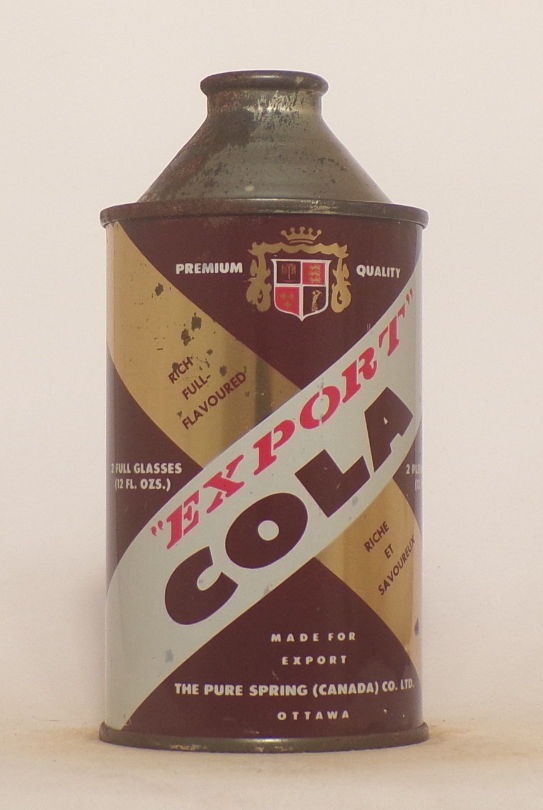 PREMIUM QUALITY
RICH-
FULL-
FLAVOURED
"EXPORT"
COLA
2 FULL GLASSES
(12 FL. OZS.)
RICHE
ET
SAVOUREUX
MADE FOR
EXPORT
THE PURE SPRING (CANADA) CO. LTD.
OTTAWA